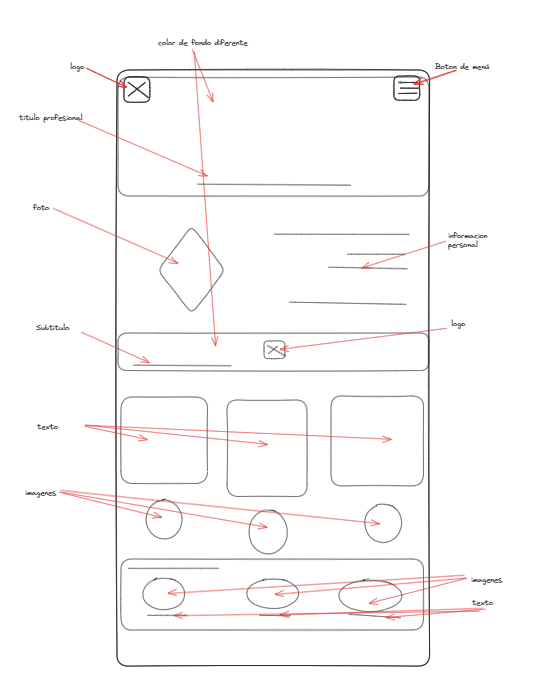 color de fondo diferente
logo
Boton de menú
titulo profesional
foto
informacion
personal
Subtitulo
logo
texto
imagenes
imagenes
texto